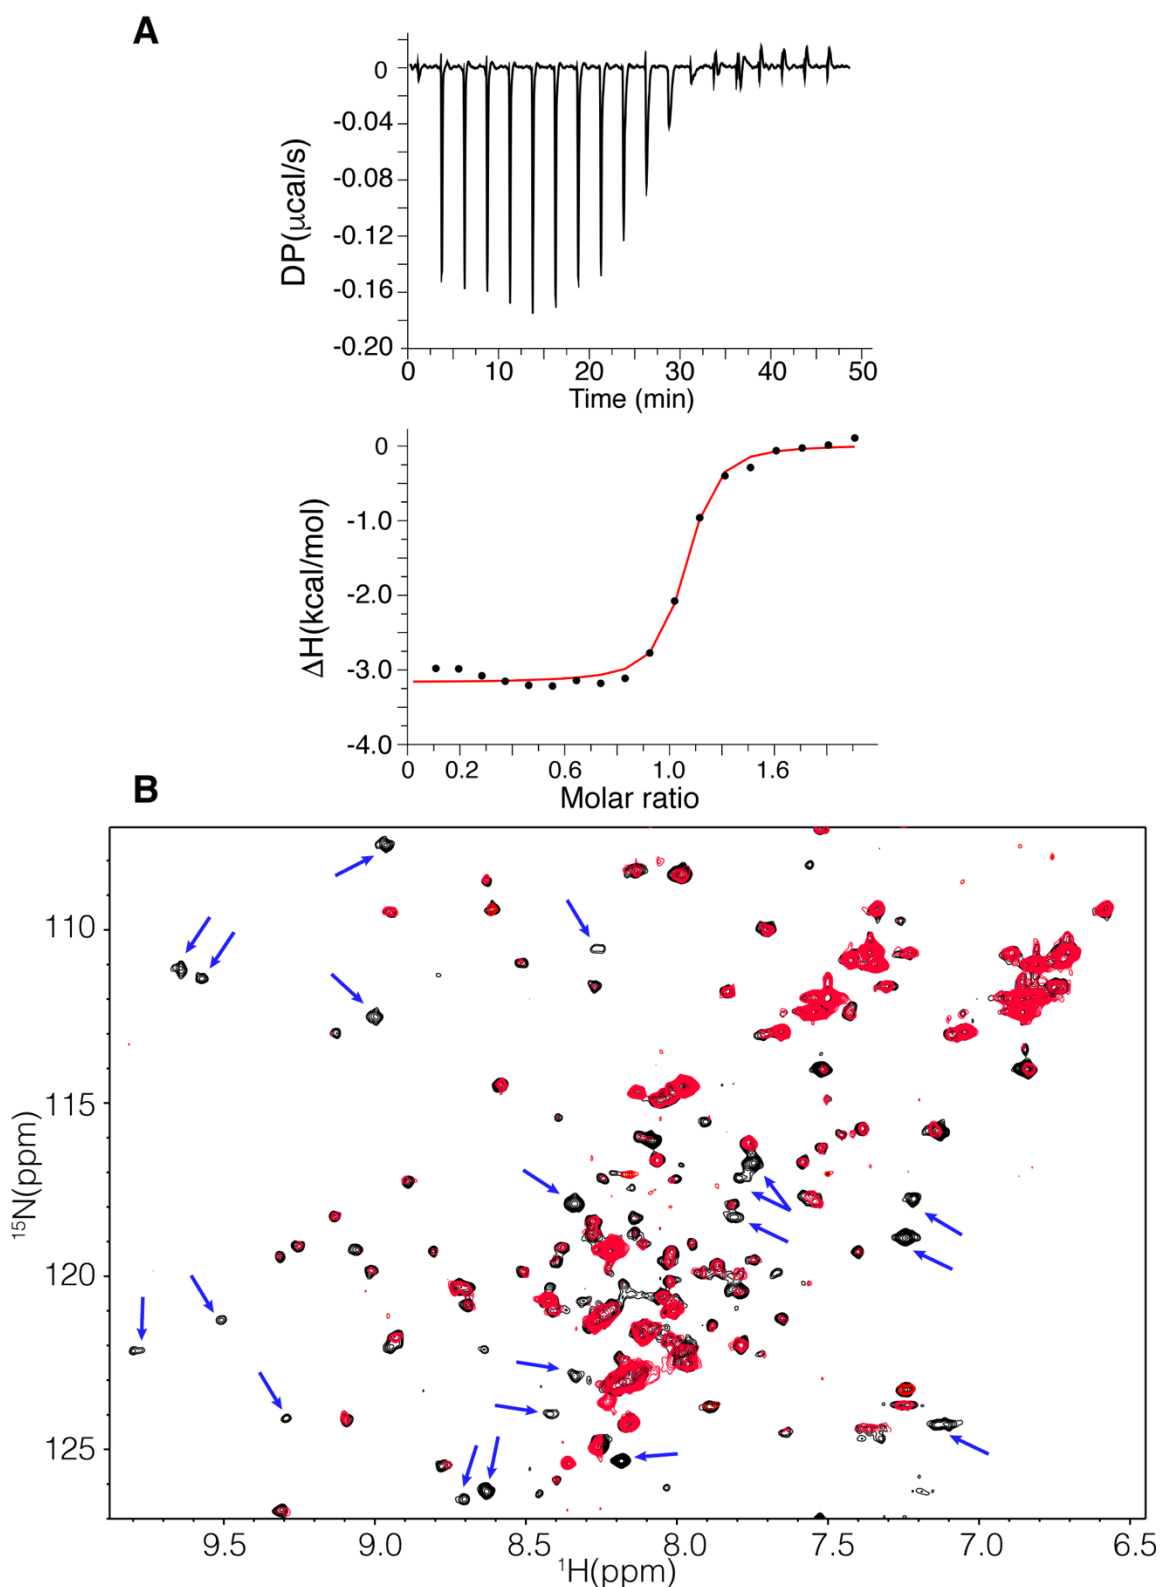 A
DP(μcal/s)
0
-0.04
-0.08
-0.12
-0.16
-0.20
0 10 20 30 40 50
Time (min)
ΔH(kcal/mol)
0
-1.0
-2.0
-3.0
-4.0
0 0.2 0.6 1.0 1.6
Molar ratio
B
15N(ppm)
110
115
120
125
9.5 9.0 8.5 8.0 7.5 7.0 6.5
1H(ppm)